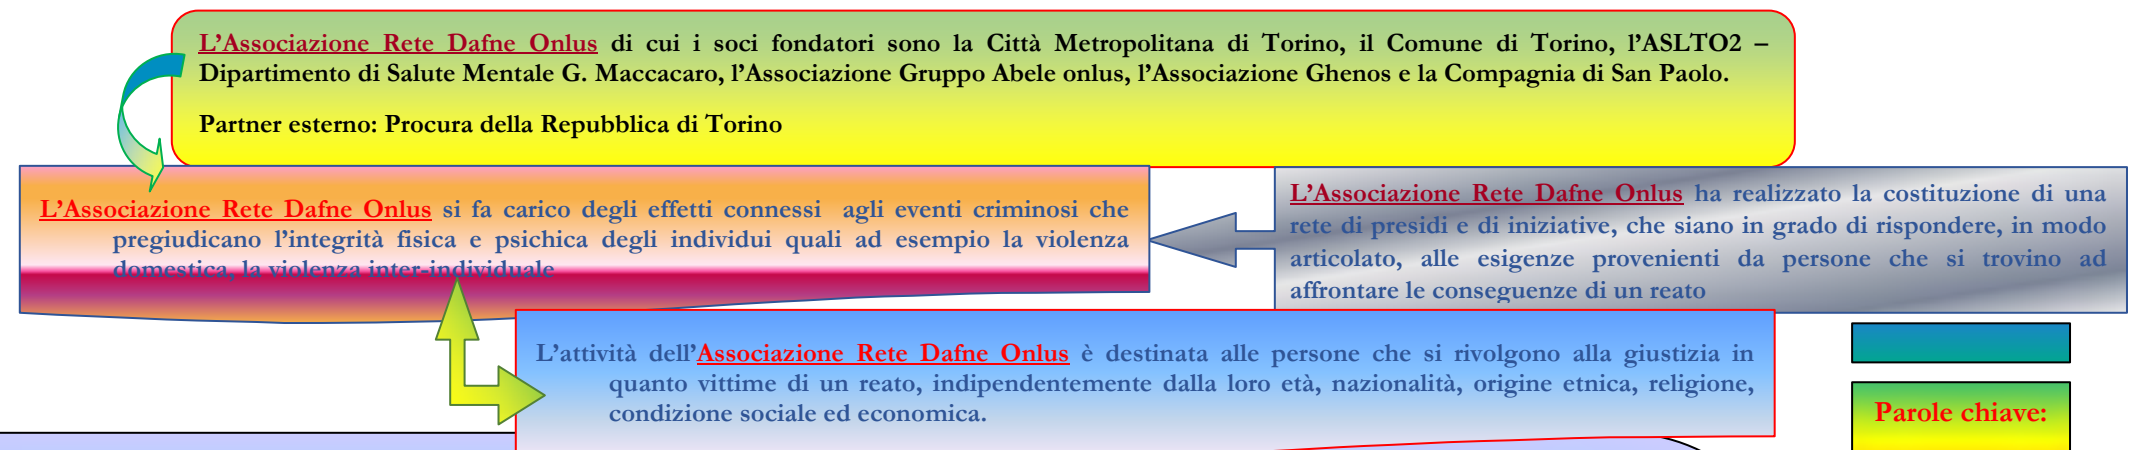 L’Associazione Rete Dafne Onlus di cui i soci fondatori sono la Città Metropolitana di Torino, il Comune di Torino, l’ASLTO2 –
Dipartimento di Salute Mentale G. Maccacaro, l’Associazione Gruppo Abele onlus, l’Associazione Ghenos e la Compagnia di San Paolo.
Partner esterno: Procura della Repubblica di Torino
L’Associazione Rete Dafne Onlus si fa carico degli effetti connessi agli eventi criminosi che
pregiudicano l’integrità fisica e psichica degli individui quali ad esempio la violenza
domestica, la violenza inter-individuale
L’Associazione Rete Dafne Onlus ha realizzato la costituzione di una
rete di presidi e di iniziative, che siano in grado di rispondere, in modo
articolato, alle esigenze provenienti da persone che si trovino ad
affrontare le conseguenze di un reato
L’attività dell’Associazione Rete Dafne Onlus è destinata alle persone che si rivolgono alla giustizia in
quanto vittime di un reato, indipendentemente dalla loro età, nazionalità, origine etnica, religione,
condizione sociale ed economica.
Parole chiave: